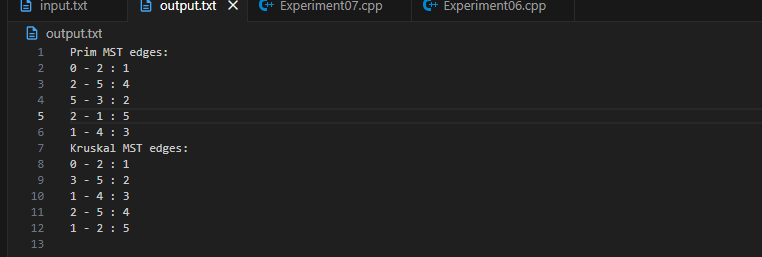 input.txt output.txt Experiment07.cpp Experiment06.cpp
output.txt
1 Prim MST edges:
2 0 - 2 : 1
3 2 - 5 : 4
4 5 - 3 : 2
5 2 - 1 : 5
6 1 - 4 : 3
7 Kruskal MST edges:
8 0 - 2 : 1
9 3 - 5 : 2
10 1 - 4 : 3
11 2 - 5 : 4
12 1 - 2 : 5
13